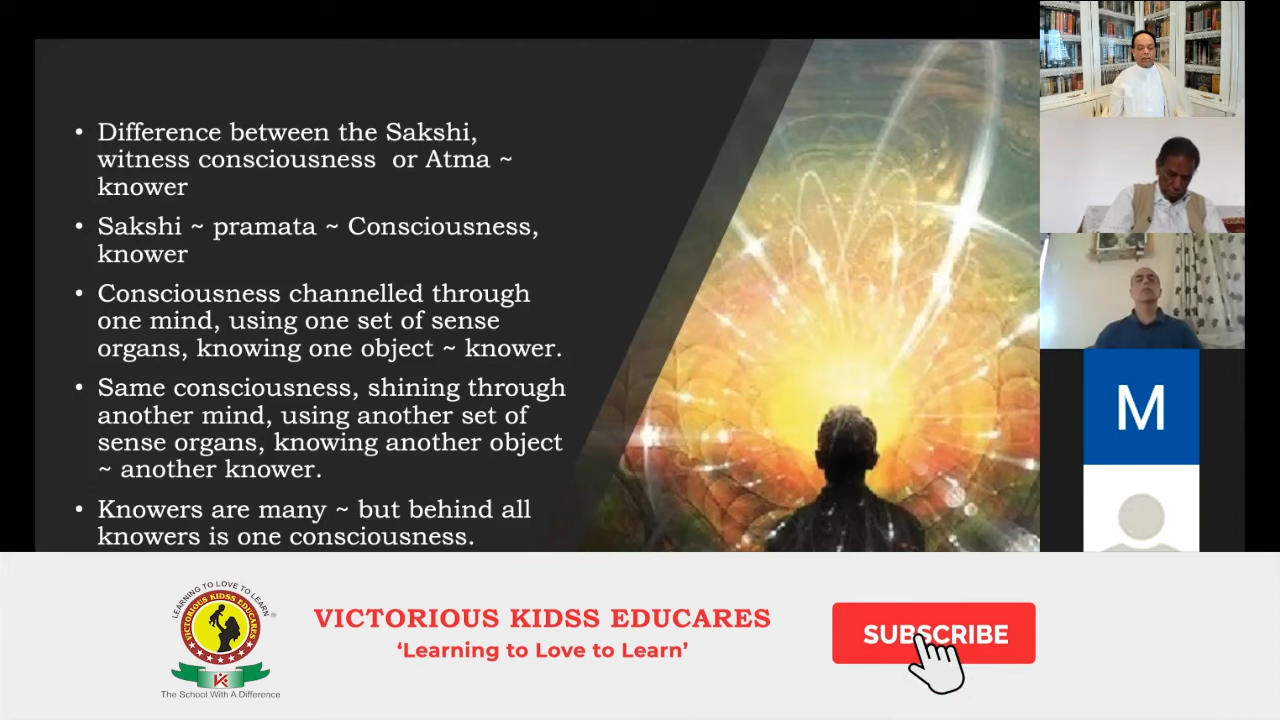 • Difference between the Sakshi,
witness consciousness or Atma ~
knower
• Sakshi ~ pramata ~ Consciousness,
knower
• Consciousness channelled through
one mind, using one set of sense
organs, knowing one object ~ knower.
• Same consciousness, shining through
another mind, using another set of
sense organs, knowing another object
~ another knower.
• Knowers are many ~ but behind all
knowers is one consciousness.
M
LEARNING TO LOVE TO LEARN
®
VICTORIOUS KIDSS EDUCARES
VK
The School With A Difference
VICTORIOUS KIDSS EDUCARES
‘Learning to Love to Learn’
SUBSCRIBE